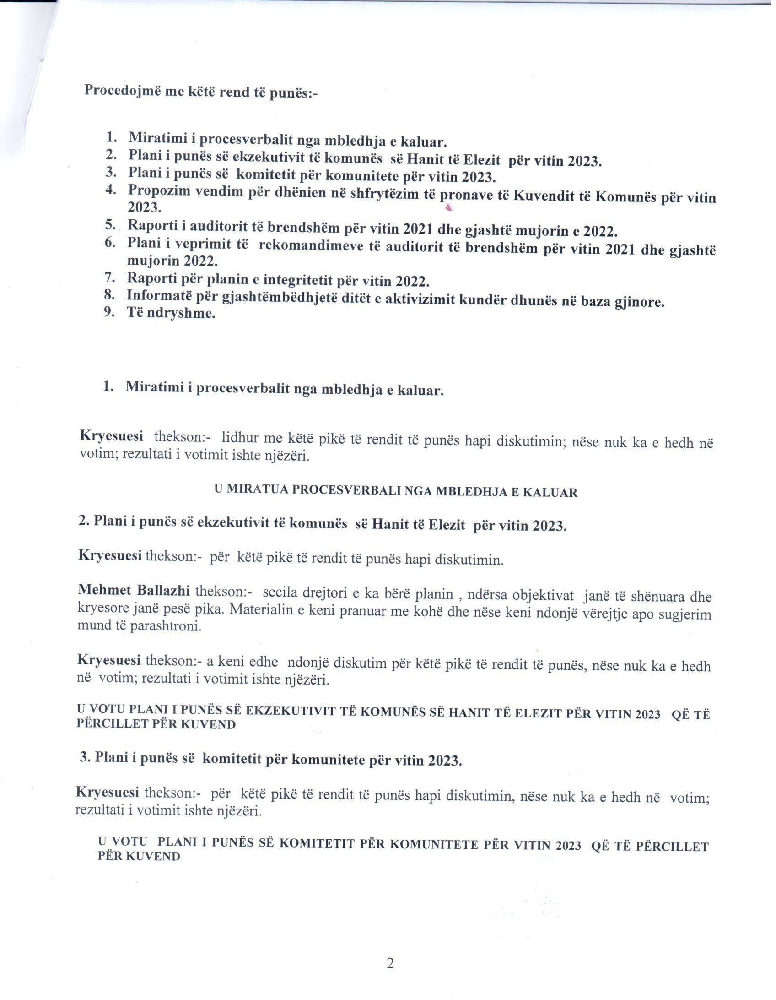 Procedojmë me këtë rend të punës:-
1. Miratimi i procesverbalit nga mbledhja e kaluar.
2. Plani i punës së ekzekutivit të komunës së Hanit të Elezit për vitin 2023.
3. Plani i punës së komitetit për komunitete për vitin 2023.
4. Propozim vendim për dhënien në shfrytëzim të pronave të Kuvendit të Komunës për vitin
2023.
5. Raporti i auditorit të brendshëm për vitin 2021 dhe gjashtë mujorin e 2022.
6. Plani i veprimit të rekomandimeve të auditorit të brendshëm për vitin 2021 dhe gjashtë
mujorin 2022.
7. Raporti për planin e integritetit për vitin 2022.
8. Informatë për gjashtëmbëdhjetë ditët e aktivizimit kundër dhunës në baza gjinore.
9. Të ndryshme.
1. Miratimi i procesverbalit nga mbledhja e kaluar.
Kryesuesi thekson:- lidhur me këtë pikë të rendit të punës hapi diskutimin; nëse nuk ka e hedh në
votim; rezultati i votimit ishte njëzëri.
U MIRATUA PROCESVERBALI NGA MBLEDHJA E KALUAR
2. Plani i punës së ekzekutivit të komunës së Hanit të Elezit për vitin 2023.
Kryesuesi thekson:- për këtë pikë të rendit të punës hapi diskutimin.
Mehmet Ballazhi thekson:- secila drejtori e ka bërë planin , ndërsa objektivat janë të shënuara dhe
kryesore janë pesë pika. Materialin e keni pranuar me kohë dhe nëse keni ndonjë vërejtje apo sugjerim
mund të parashtroni.
Kryesuesi thekson:- a keni edhe ndonjë diskutim për këtë pikë të rendit të punës, nëse nuk ka e hedh
në votim; rezultati i votimit ishte njëzëri.
U VOTU PLANI I PUNËS SË EKZEKUTIVIT TË KOMUNËS SË HANIT TË ELEZIT PËR VITIN 2023 QË TË
PËRCILLET PËR KUVEND
3. Plani i punës së komitetit për komunitete për vitin 2023.
Kryesuesi thekson:- për këtë pikë të rendit të punës hapi diskutimin, nëse nuk ka e hedh në votim;
rezultati i votimit ishte njëzëri.
U VOTU PLANI I PUNËS SË KOMITETIT PËR KOMUNITETE PËR VITIN 2023 QË TË PËRCILLET
PËR KUVEND
2